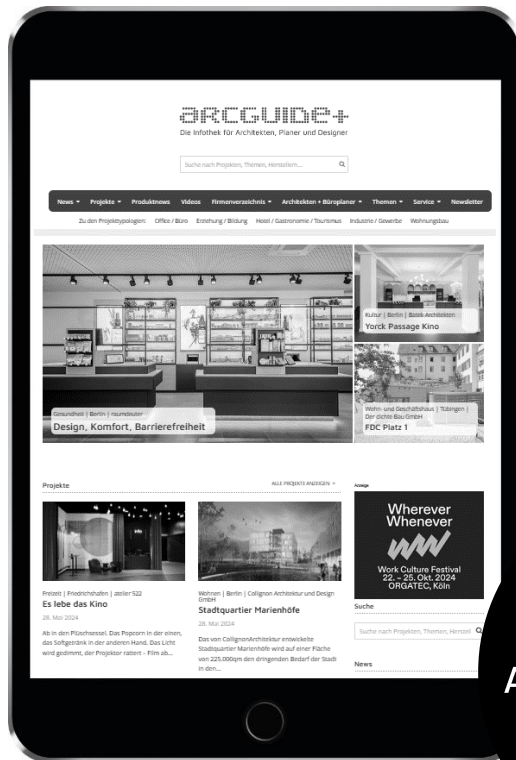 arcguide+
Die Infothek für Architekten, Planer und Designer
Suche nach Projekten, Themen, Herstellern...
News Projekte Produktnews Videos Firmenverzeichnis Architekten + Büroplaner Themen Service Newsletter
Zu den Projekttypologien: Office / Büro Erziehung / Bildung Hotel / Gastronomie / Tourismus Industrie / Gewerbe Wohnungsbau
Gesundheit | Berlin | raumdeuter
Design, Komfort, Barrierefreiheit
Kultur | Berlin | Batek Architekten
Yorck Passage Kino
Wohn- und Geschäftshaus | Tübingen |
Der dichte Bau GmbH
FDC Platz 1
Projekte
ALLE PROJEKTE ANZEIGEN
Freizeit | Friedrichshafen | atelier 522
Es lebe das Kino
28. Mai 2024
Ab in den Plüschsessel. Das Popcorn in der einen,
das Softgetränk in der anderen Hand. Das Licht
wird gedimmt, der Projektor rattert – Film ab...
Wohnen | Berlin | Collignon Architektur und Design
GmbH
Stadtquartier Marienhöfe
28. Mai 2024
Das von CollignonArchitektur entwickelte
Stadtquartier Marienhöfe wird auf einer Fläche
von 225.000qm den dringenden Bedarf der Stadt
in den...
Anzeige
Wherever
Whenever
Work Culture Festival
22. – 25. Okt. 2024
ORGATEC, Köln
Suche
Suche nach Projekten, Themen, Herstel
News
A